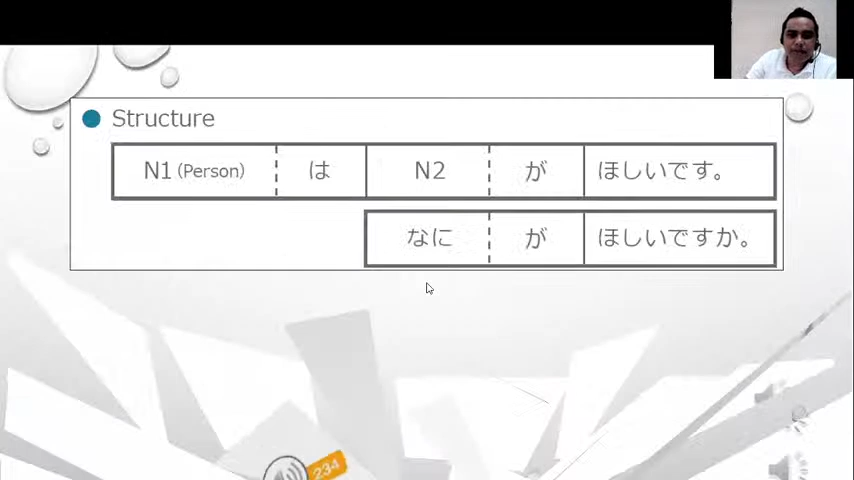 Structure
N1 (Person) は N2 が ほしいです。
なに が ほしいですか。
234